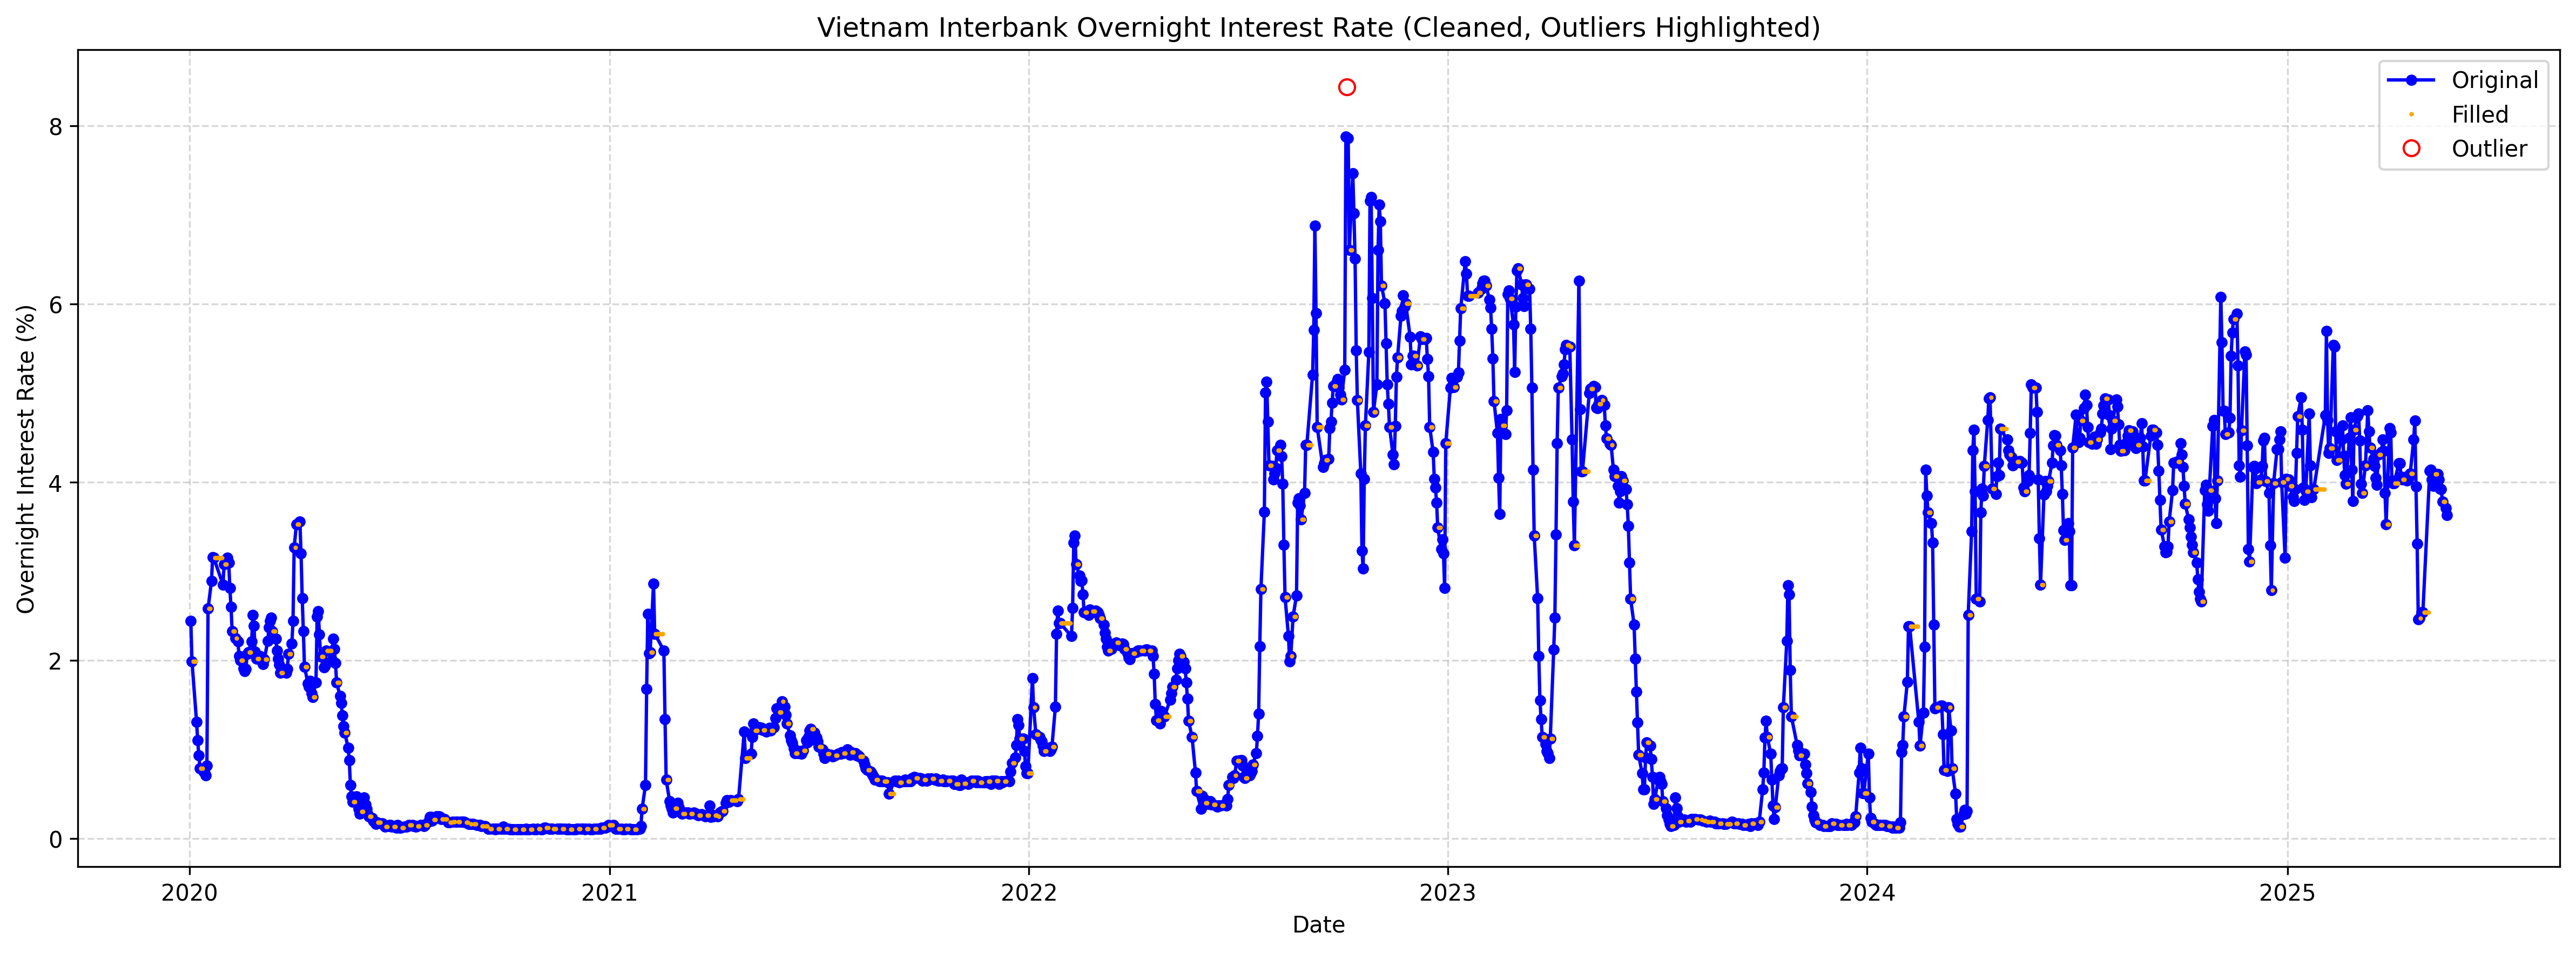 Vietnam Interbank Overnight Interest Rate (Cleaned, Outliers Highlighted)
Original
Filled
Outlier
Overnight Interest Rate (%)
8
6
4
2
0
2020 2021 2022 2023 2024 2025
Date